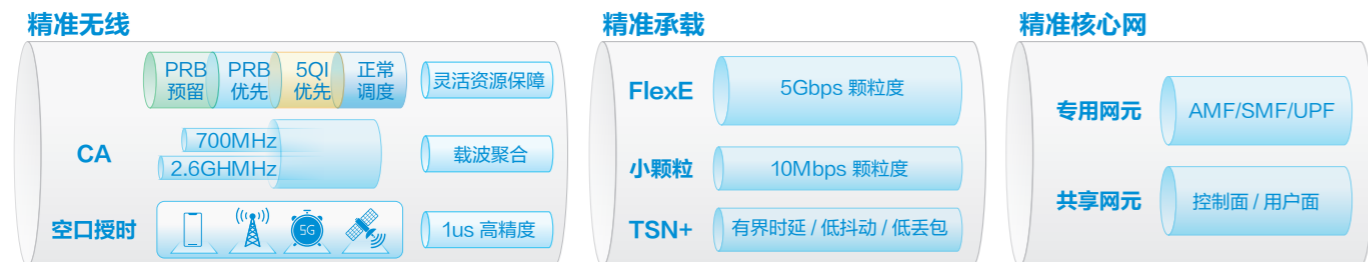 精准无线
PRB
预留
PRB
优先
5QI
优先
正常
调度
灵活资源保障
CA
700MHz
2.6GHMHz
载波聚合
空口授时
5G
1us 高精度
精准承载
FlexE
5Gbps 颗粒度
小颗粒
10Mbps 颗粒度
TSN+
有界时延 / 低抖动 / 低丢包
精准核心网
专用网元
AMF/SMF/UPF
共享网元
控制面 / 用户面